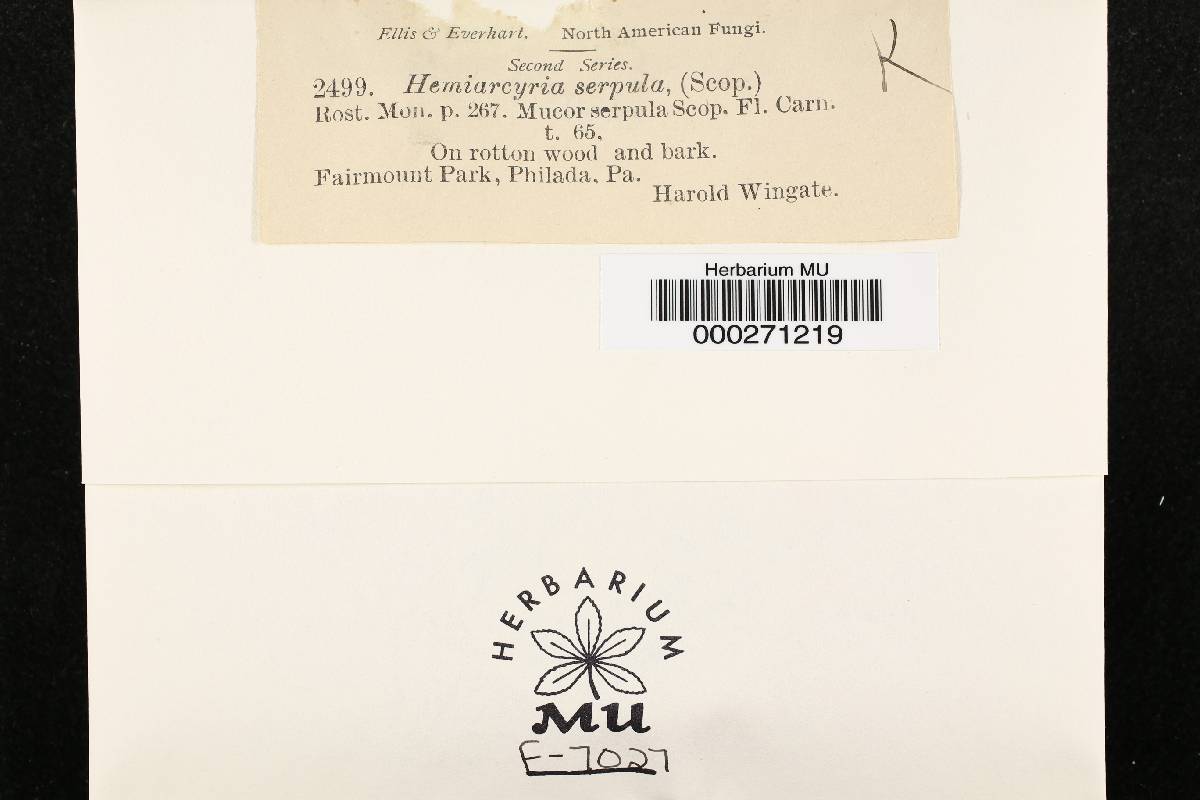 Ellis & Everhart. North American Fungi.
Second Series.
2499. Hemiarcyria serpula, (Scop.)
Rost. Mon. p. 267. Mucor serpula Scop. Fl. Carn.
t. 65.
On rotton wood and bark.
Fairmount Park, Philada. Pa.
Harold Wingate.
K
Herbarium MU
000271219
HERBARIUM
MU
F-7027